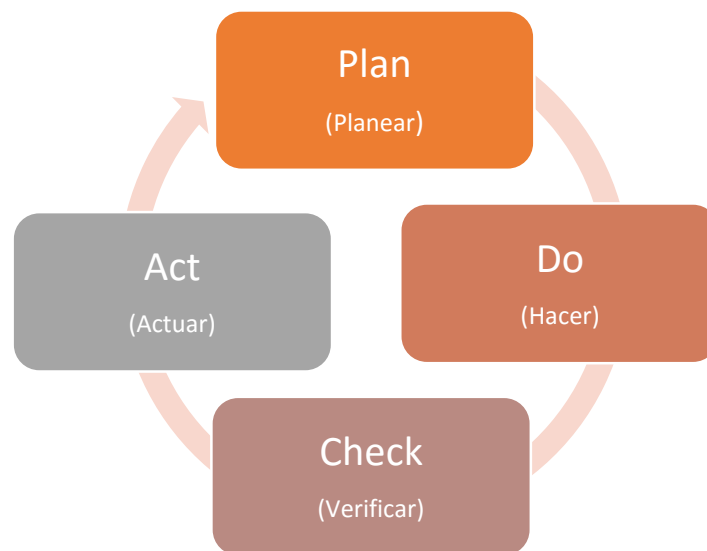 Plan
(Planear)
Do
(Hacer)
Check
(Verificar)
Act
(Actuar)